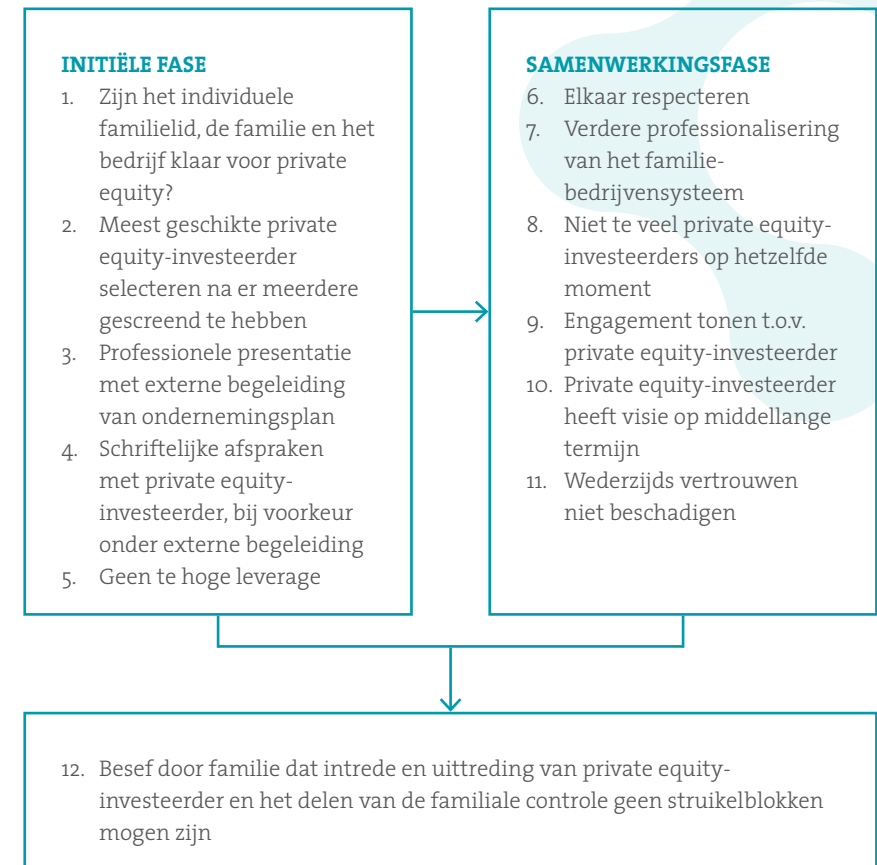 INITIËLE FASE
1. Zijn het individuele
familielid, de familie en het
bedrijf klaar voor private
equity?
2. Meest geschikte private
equity-investeerder
selecteren na er meerdere
gescreend te hebben
3. Professionele presentatie
met externe begeleiding
van ondernemingsplan
4. Schriftelijke afspraken
met private equity-
investeerder, bij voorkeur
onder externe begeleiding
5. Geen te hoge leverage
SAMENWERKINGSFASE
6. Elkaar respecteren
7. Verdere professionalisering
van het familie-
bedrijvensysteem
8. Niet te veel private equity-
investeerders op hetzelfde
moment
9. Engagement tonen t.o.v.
private equity-investeerder
10. Private equity-investeerder
heeft visie op middellange
termijn
11. Wederzijds vertrouwen
niet beschadigen
12. Besef door familie dat intrede en uittreding van private equity-
investeerder en het delen van de familiale controle geen struikelblokken
mogen zijn